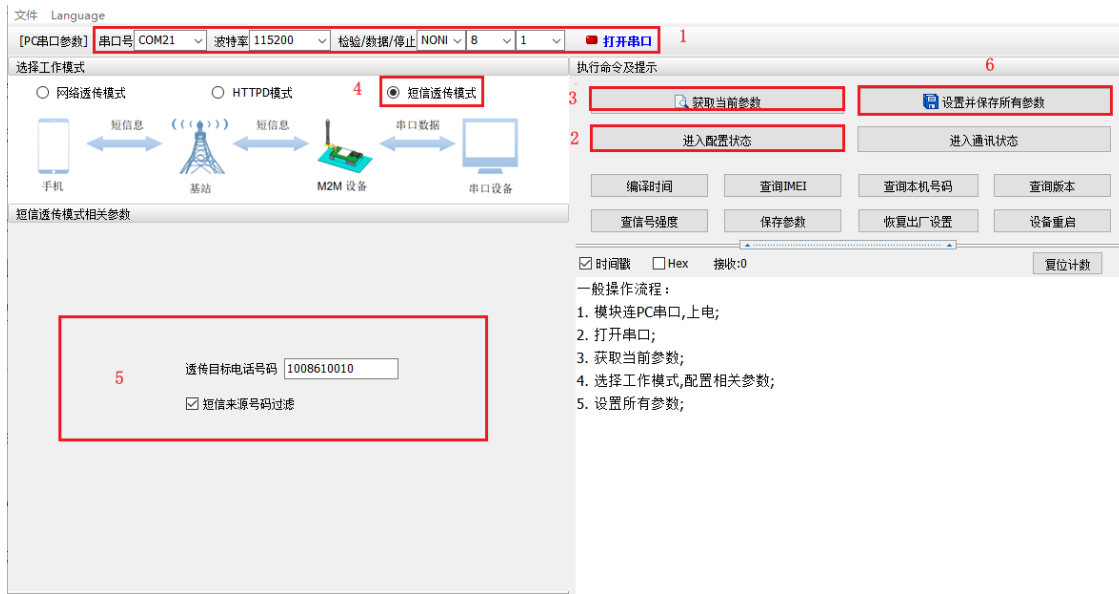 文件 Language
[PC串口参数] 串口号 COM21 波特率 115200 检验/数据/停止 NONI 8 1 打开串口 1
选择工作模式
网络透传模式 HTTPD模式 4 短信透传模式
短信息 短信息 串口数据
手机 基站 M2M 设备 串口设备
短信透传模式相关参数
5
透传目标电话号码 1008610010
短信来源号码过滤
执行命令及提示 6
3 获取当前参数 设置并保存所有参数
2 进入配置状态 进入通讯状态
编译时间 查询IMEI 查询本机号码 查询版本
查信号强度 保存参数 恢复出厂设置 设备重启
时间戳 Hex 接收:0 复位计数
一般操作流程：
1. 模块连PC串口,上电;
2. 打开串口;
3. 获取当前参数;
4. 选择工作模式,配置相关参数;
5. 设置所有参数;